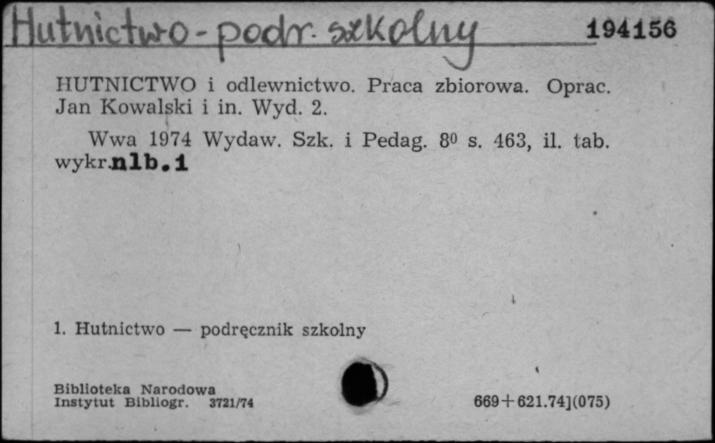 Hutnictwo - podr. szkolny 194156
HUTNICTWO i odlewnictwo. Praca zbiorowa. Oprac.
Jan Kowalski i in. Wyd. 2.
Wwa 1974 Wydaw. Szk. i Pedag. 8⁰ s. 463, il. tab.
wykr. nlb. 1
1. Hutnictwo — podręcznik szkolny
Biblioteka Narodowa
Instytut Bibliogr. 3721/74
669+621.74](075)